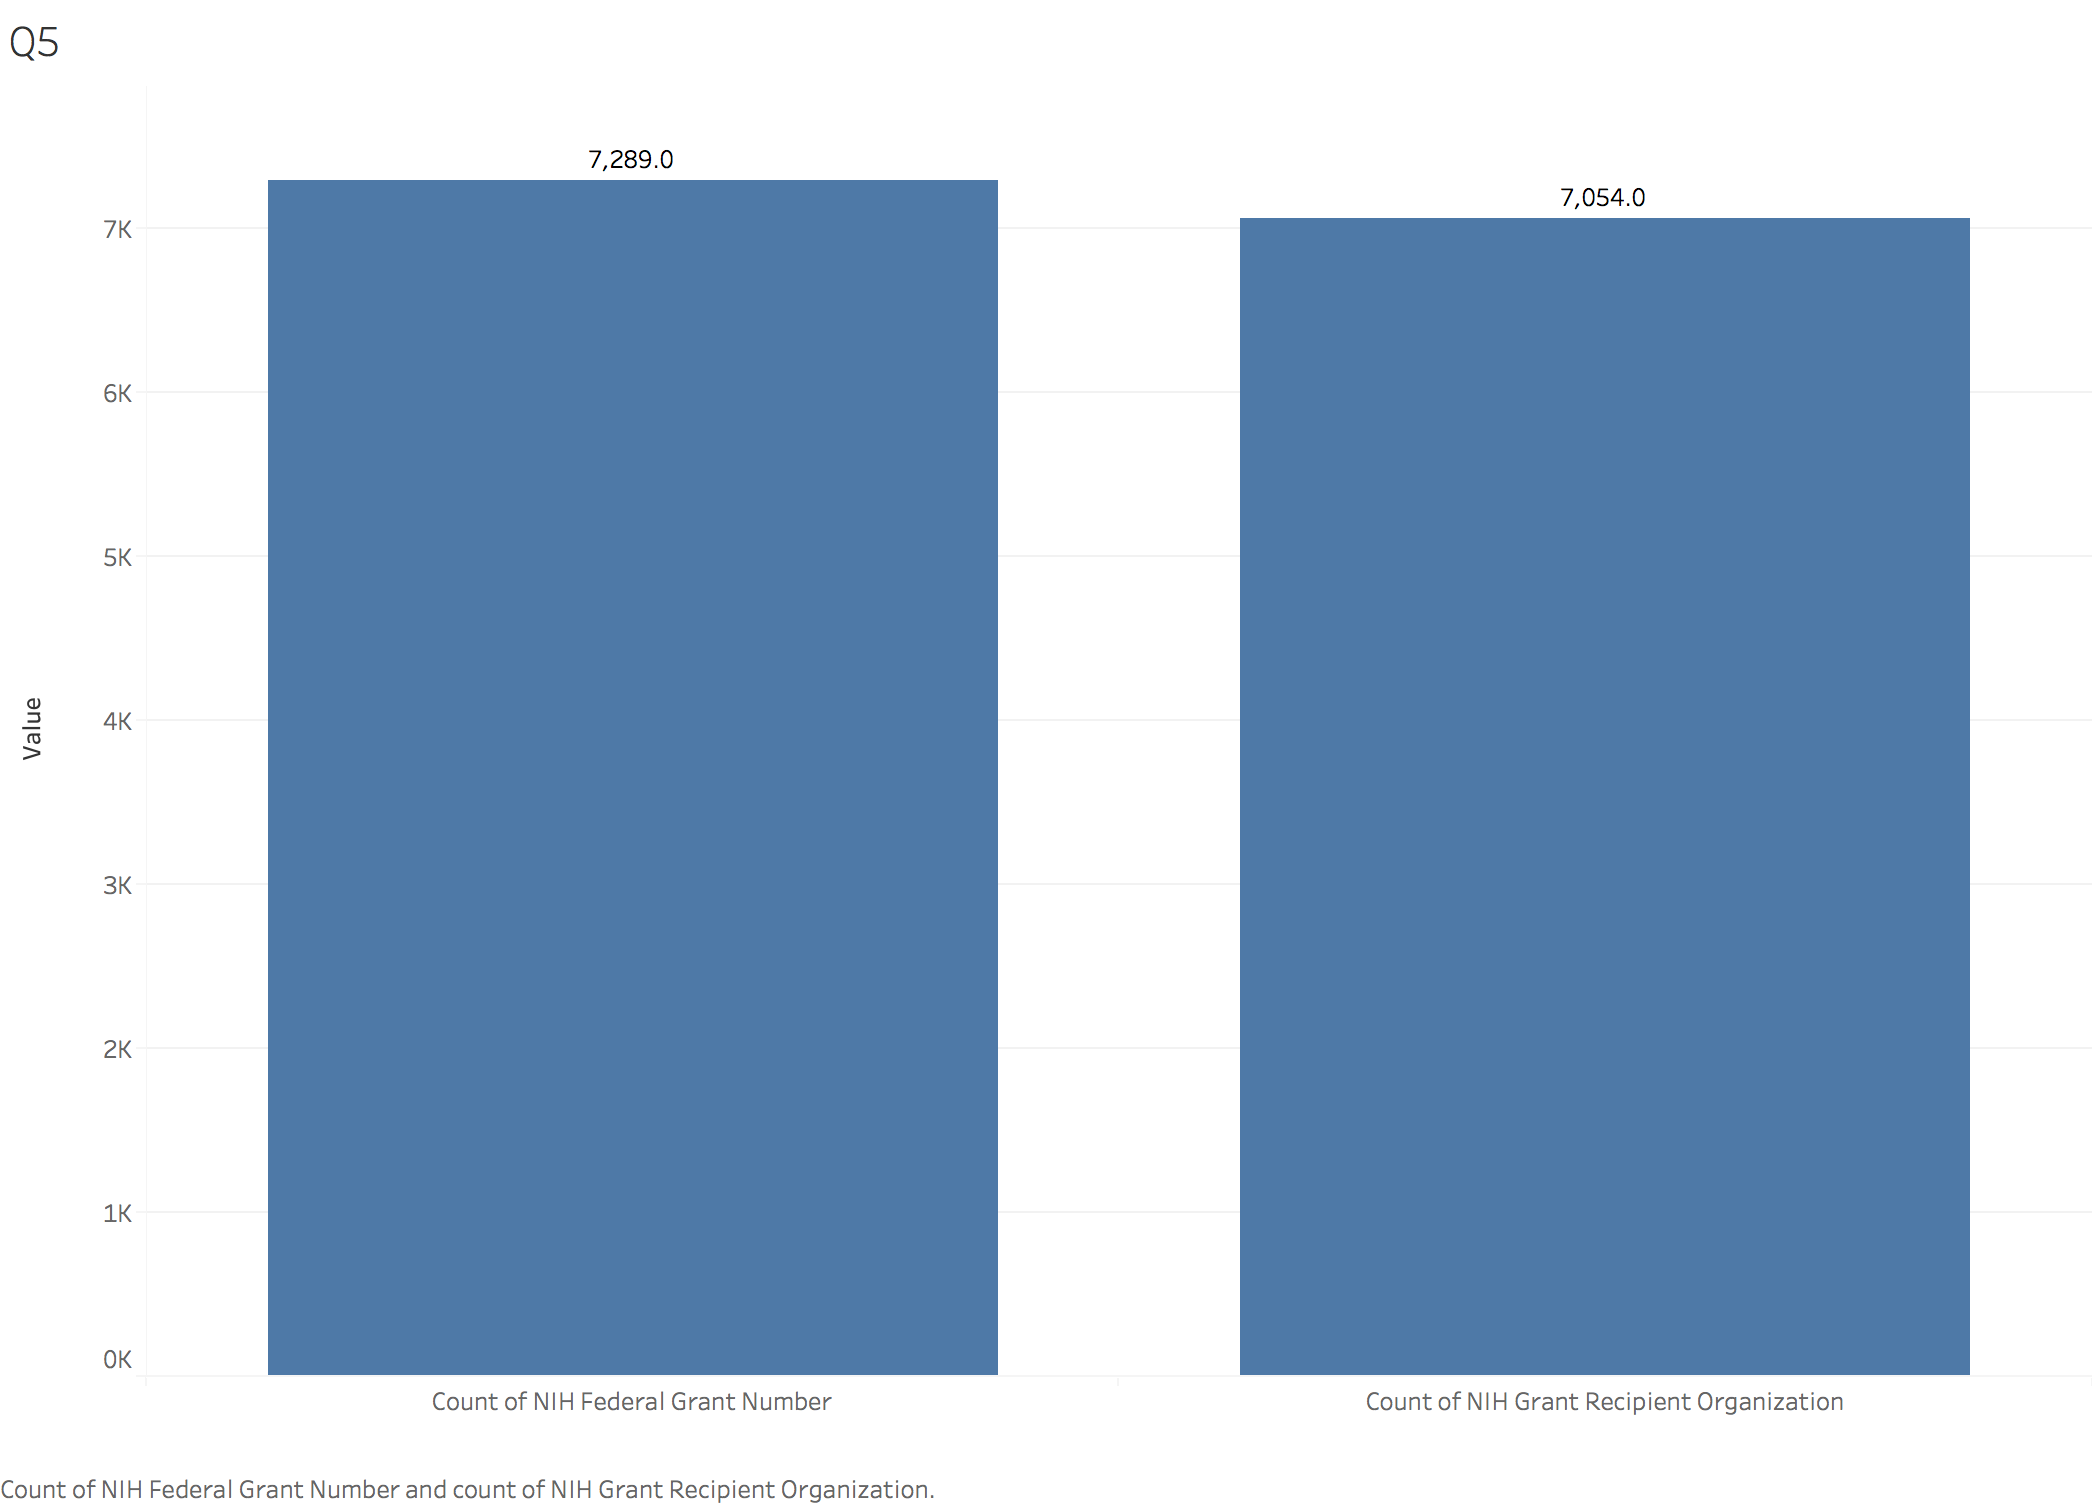 Q5
7,289.0
7,054.0
7K
6K
5K
4K
3K
2K
1K
0K
Value
Count of NIH Federal Grant Number
Count of NIH Grant Recipient Organization
Count of NIH Federal Grant Number and count of NIH Grant Recipient Organization.